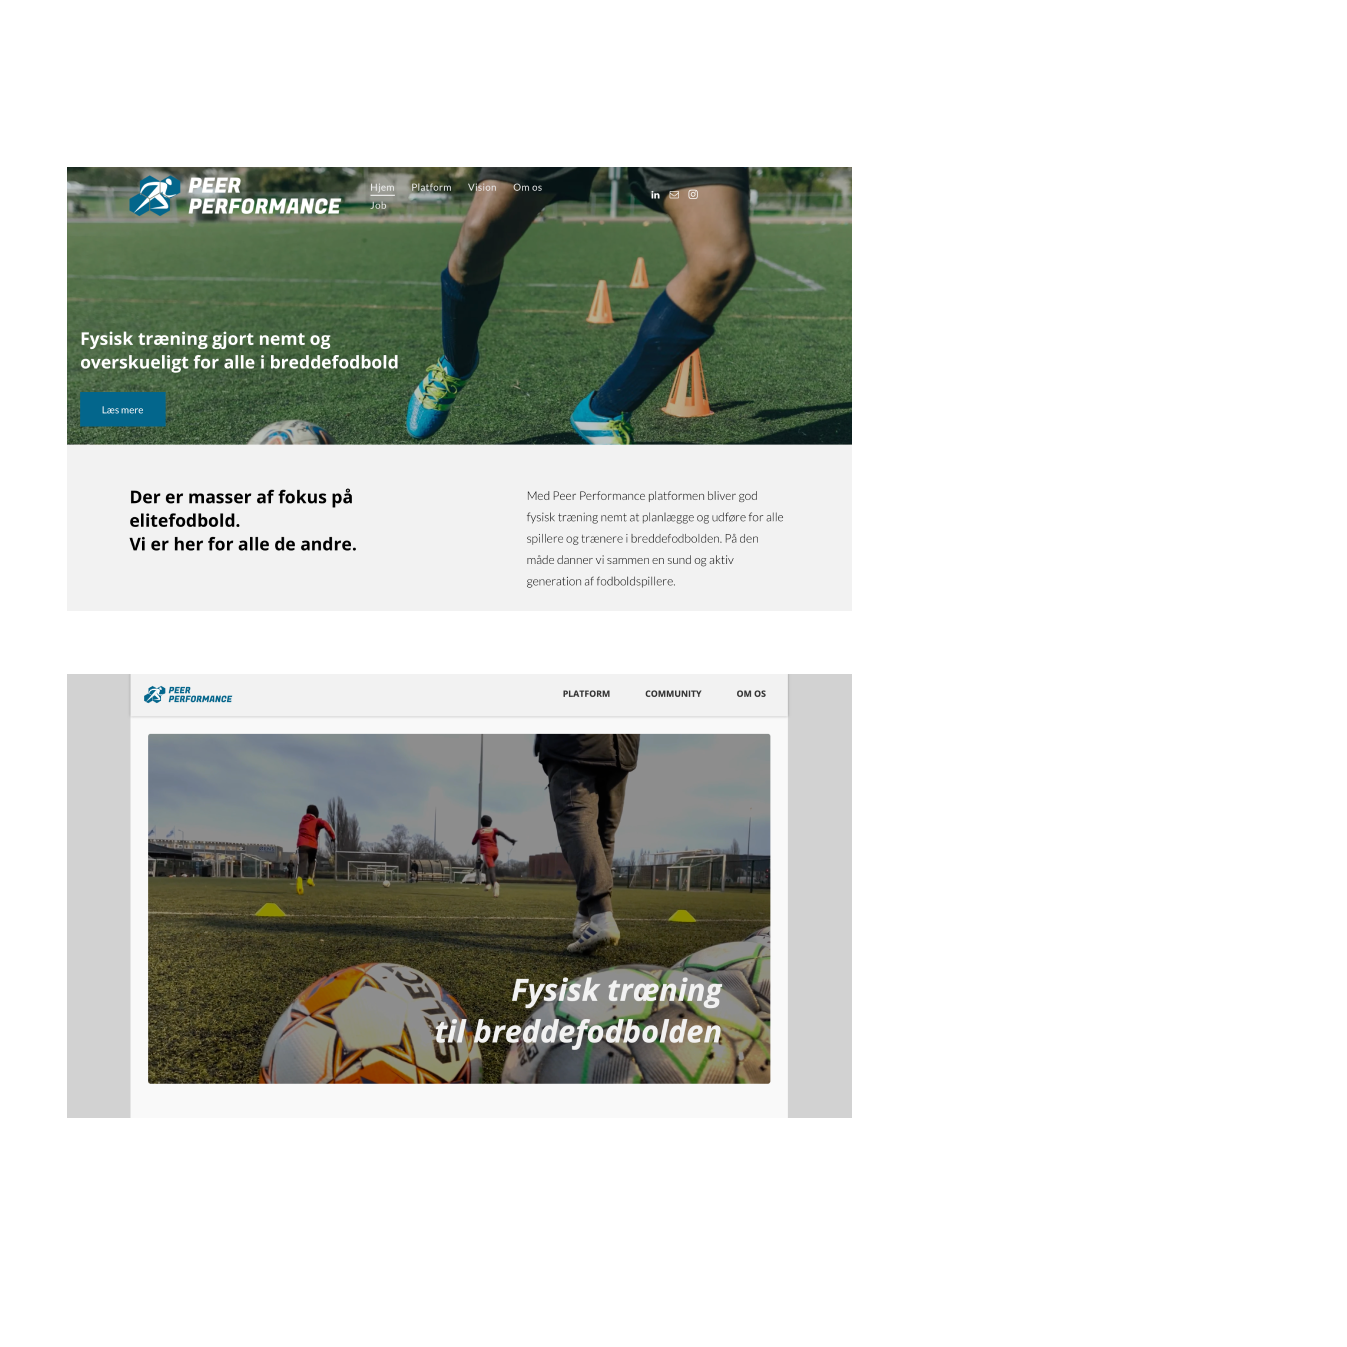 PEER
PERFORMANCE
Hjem Platform Vision Om os
Job
in
Fysisk træning gjort nemt og
overskueligt for alle i breddefodbold
Læs mere
Der er masser af fokus på
elitefodbold.
Vi er her for alle de andre.
Med Peer Performance platformen bliver god
fysisk træning nemt at planlægge og udføre for alle
spillere og trænere i breddefodbolden. På den
måde danner vi sammen en sund og aktiv
generation af fodboldspillere.
PEER
PERFORMANCE
PLATFORM COMMUNITY OM OS
SELEC
Fysisk træning
til breddefodbolden